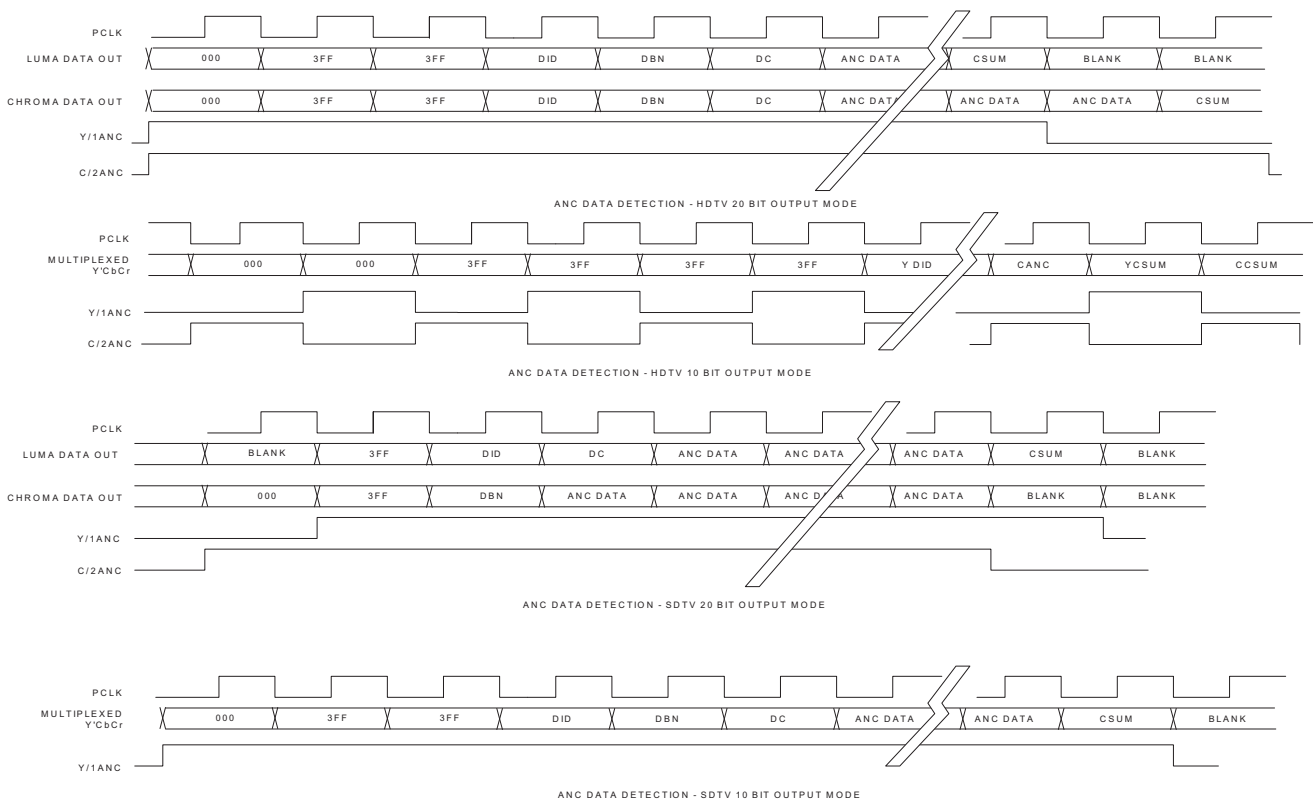 PCLK
LUMA DATA OUT 000 3FF 3FF DID DBN DC ANC DATA CSUM BLANK BLANK
CHROMA DATA OUT 000 3FF 3FF DID DBN DC ANC DATA ANC DATA ANC DATA CSUM
Y/1ANC
C/2ANC
ANC DATA DETECTION - HDTV 20 BIT OUTPUT MODE
PCLK
MULTIPLEXED
Y'CbCr 000 000 3FF 3FF 3FF 3FF Y DID CANC YCSUM CCSUM
Y/1ANC
C/2ANC
ANC DATA DETECTION - HDTV 10 BIT OUTPUT MODE
PCLK
LUMA DATA OUT BLANK 3FF DID DC ANC DATA ANC DATA ANC DATA CSUM BLANK
CHROMA DATA OUT 000 3FF DBN ANC DATA ANC DATA ANC DATA ANC DATA BLANK BLANK
Y/1ANC
C/2ANC
ANC DATA DETECTION - SDTV 20 BIT OUTPUT MODE
PCLK
MULTIPLEXED
Y'CbCr 000 3FF 3FF DID DBN DC ANC DATA ANC DATA CSUM BLANK
Y/1ANC
ANC DATA DETECTION - SDTV 10 BIT OUTPUT MODE